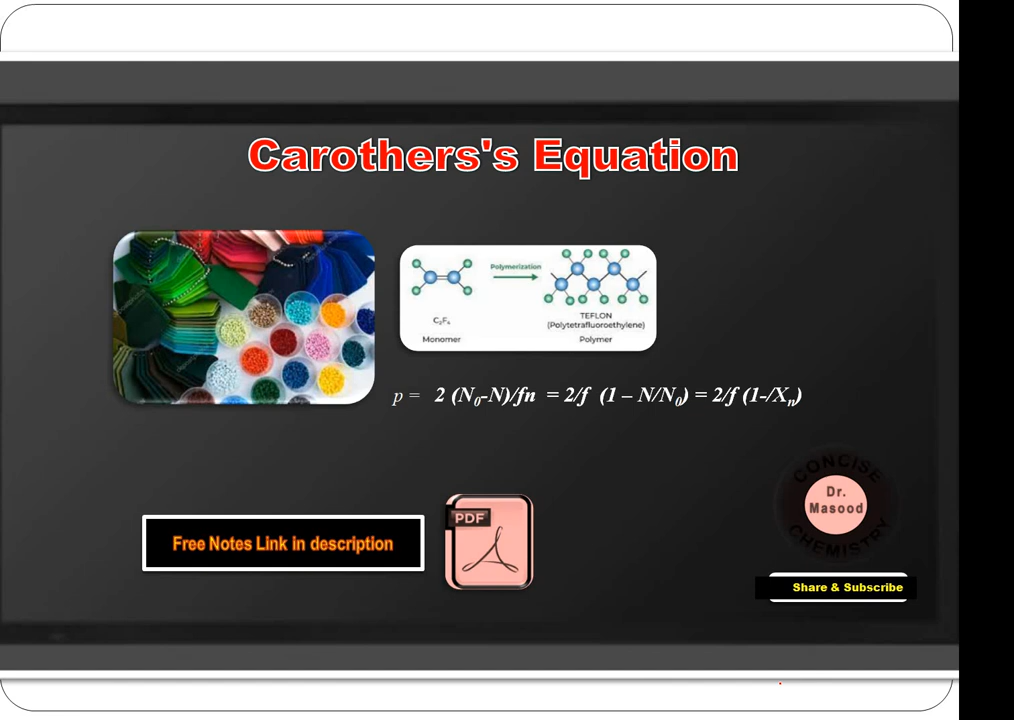 Carothers's Equation
Polymerization
C₂F₄
Monomer
TEFLON
(Polytetrafluoroethylene)
Polymer
p = 2 (N₀-N)/fn = 2/f (1 – N/N₀) = 2/f (1-/Xₙ)
CONCISE
Dr.
Masood
CHEMISTRY
PDF
Free Notes Link in description
Share & Subscribe